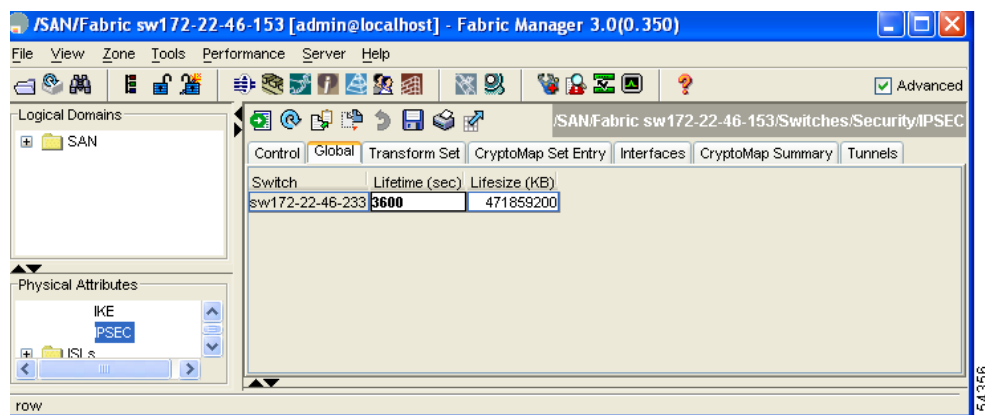 /SAN/Fabric sw172-22-46-153 [admin@localhost] - Fabric Manager 3.0(0.350)
File View Zone Tools Performance Server Help
Advanced
Logical Domains
/SAN/Fabric sw172-22-46-153/Switches/Security/IPSEC
SAN
Control Global Transform Set CryptoMap Set Entry Interfaces CryptoMap Summary Tunnels
Switch Lifetime (sec) Lifesize (KB)
sw172-22-46-233 3600 471859200
Physical Attributes
IKE
IPSEC
ISLs
row